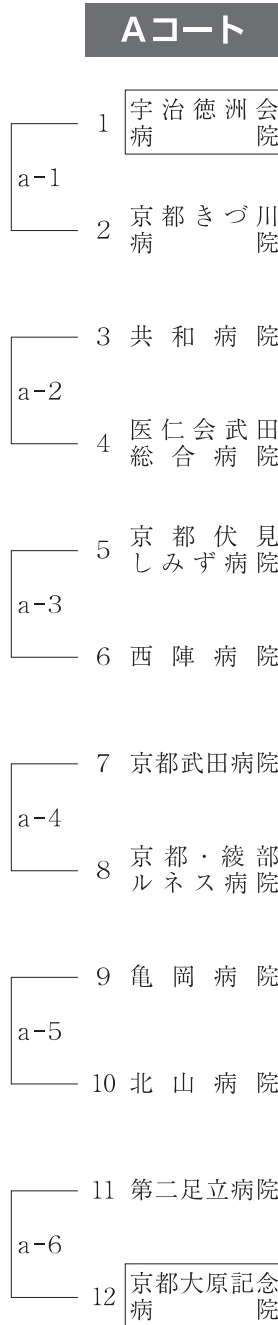 Aコート
1 宇治徳洲会
病院
a-1
2 京都きづ川
病院
3 共和病院
a-2
4 医仁会武田
総合病院
5 京都伏見
しみず病院
a-3
6 西陣病院
7 京都武田病院
a-4
8 京都・綾部
ルネス病院
9 亀岡病院
a-5
10 北山病院
11 第二足立病院
a-6
12 京都大原記念
病院